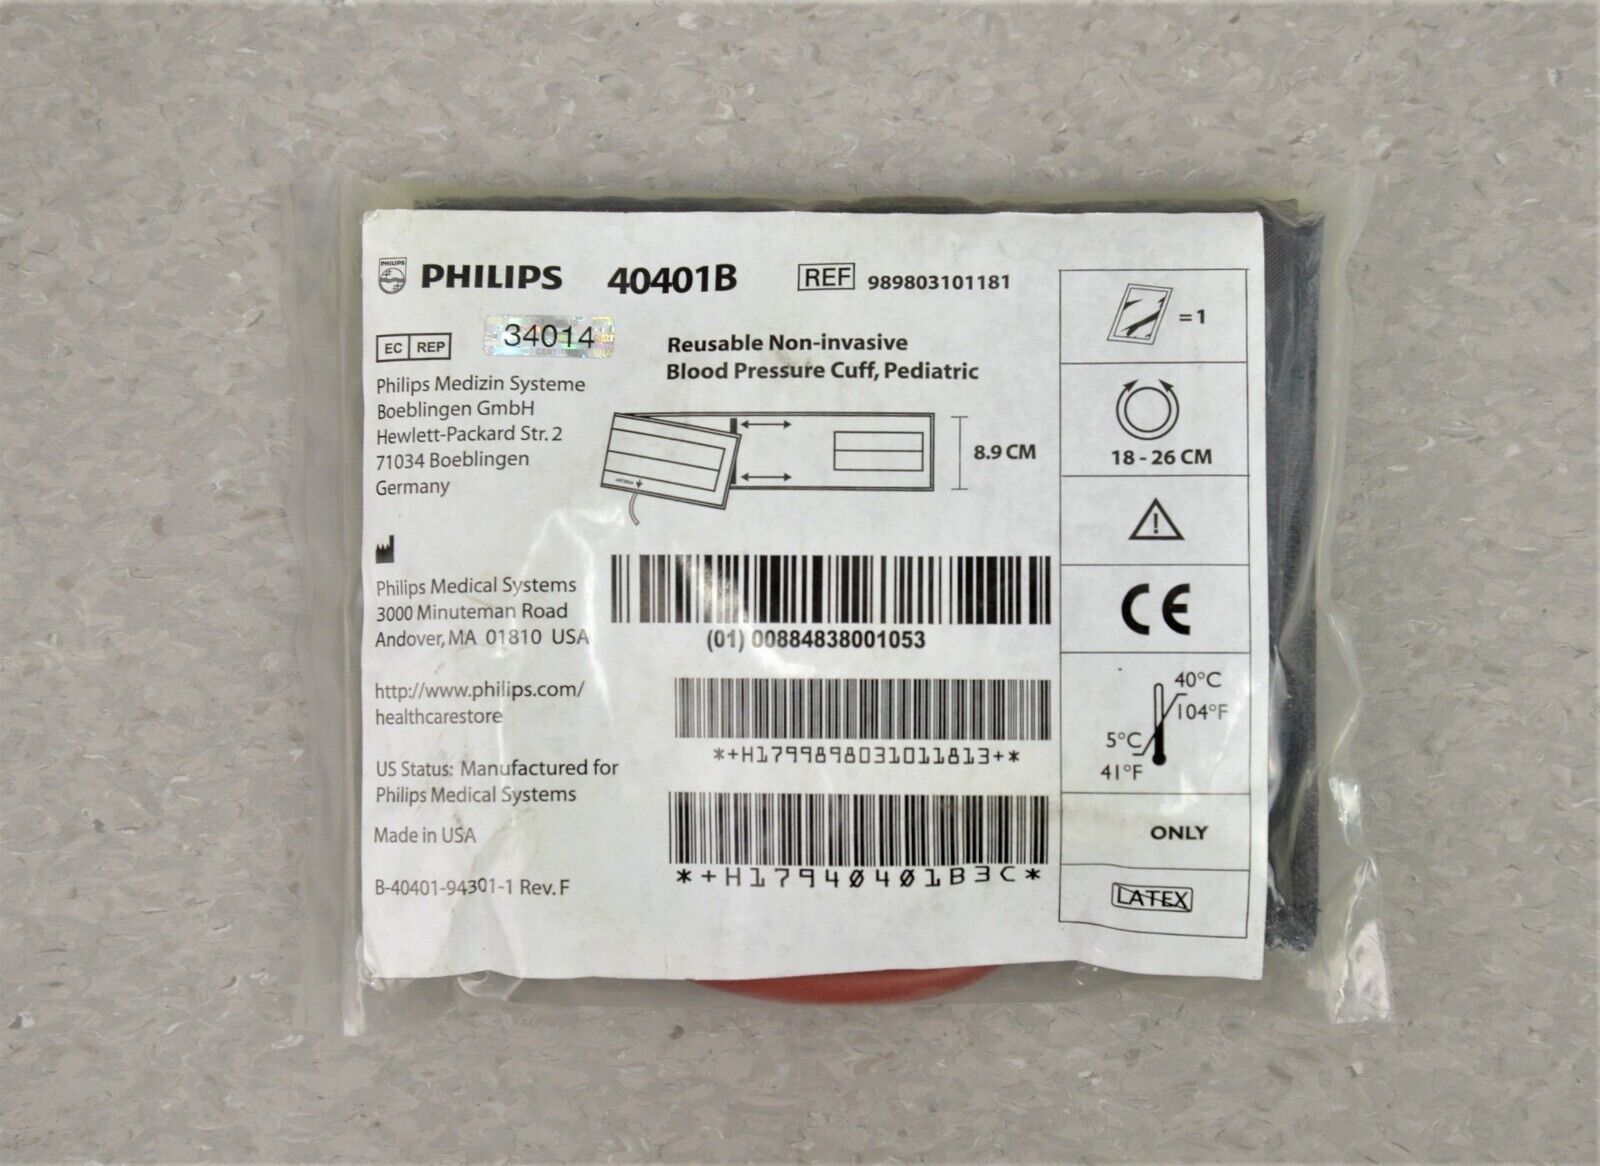 PHILIPS
PHILIPS 40401B REF 989803101181
EC REP
34014
Philips Medizin Systeme
Boeblingen GmbH
Hewlett-Packard Str. 2
71034 Boeblingen
Germany
Philips Medical Systems
3000 Minuteman Road
Andover, MA 01810 USA
http://www.philips.com/
healthcarestore
US Status: Manufactured for
Philips Medical Systems
Made in USA
B-40401-94301-1 Rev. F
Reusable Non-invasive
Blood Pressure Cuff, Pediatric
ARTERIA
8.9 CM
(01) 00884838001053
*+H1799898031011813+*
*+H17940401B3C*
=1
18 - 26 CM
!
CE
40°C
104°F
5°C
41°F
ONLY
LATEX